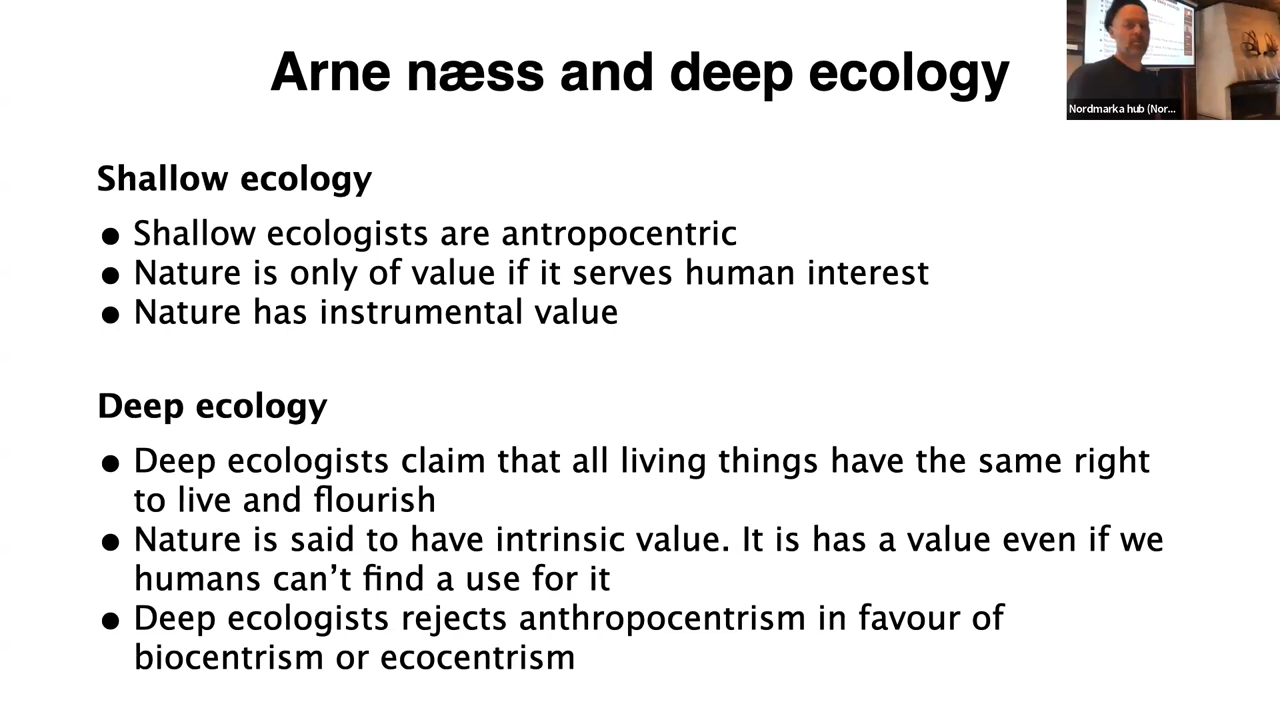 Arne næss and deep ecology
Nordmarka hub (Nor...
Shallow ecology
● Shallow ecologists are antropocentric
● Nature is only of value if it serves human interest
● Nature has instrumental value
Deep ecology
● Deep ecologists claim that all living things have the same right
to live and flourish
● Nature is said to have intrinsic value. It is has a value even if we
humans can’t find a use for it
● Deep ecologists rejects anthropocentrism in favour of
biocentrism or ecocentrism